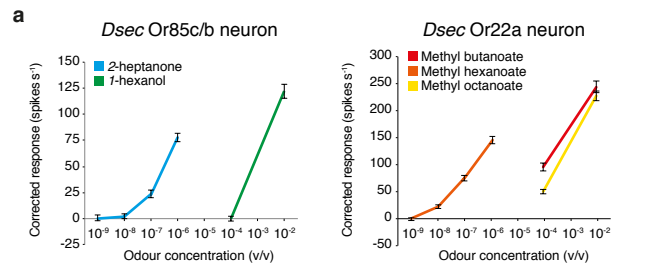 a
Dsec Or85c/b neuron
Corrected response (spikes s⁻¹)
150
125
100
75
50
25
0
-25
2-heptanone
1-hexanol
10⁻⁹ 10⁻⁸ 10⁻⁷ 10⁻⁶ 10⁻⁵ 10⁻⁴ 10⁻³ 10⁻²
Odour concentration (v/v)
Dsec Or22a neuron
Corrected response (spikes s⁻¹)
300
250
200
150
100
50
0
-50
Methyl butanoate
Methyl hexanoate
Methyl octanoate
10⁻⁹ 10⁻⁸ 10⁻⁷ 10⁻⁶ 10⁻⁵ 10⁻⁴ 10⁻³ 10⁻²
Odour concentration (v/v)